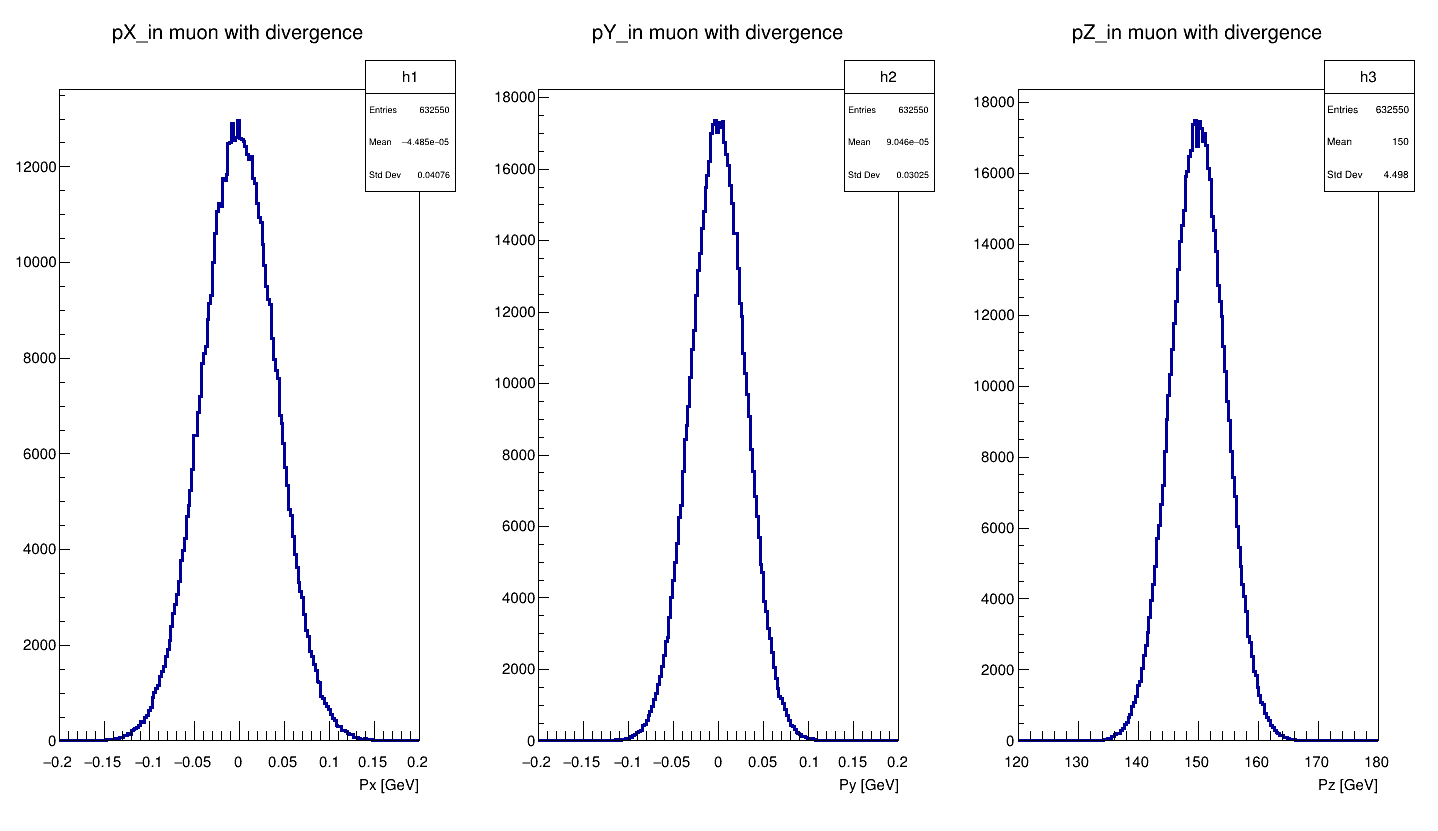 pX_in muon with divergence
h1
Entries 632550
Mean −4.485e−05
Std Dev 0.04076
12000
10000
8000
6000
4000
2000
0
−0.2 −0.15 −0.1 −0.05 0 0.05 0.1 0.15 0.2
Px [GeV]
pY_in muon with divergence
h2
Entries 632550
Mean 9.046e−05
Std Dev 0.03025
18000
16000
14000
12000
10000
8000
6000
4000
2000
0
−0.2 −0.15 −0.1 −0.05 0 0.05 0.1 0.15 0.2
Py [GeV]
pZ_in muon with divergence
h3
Entries 632550
Mean 150
Std Dev 4.498
18000
16000
14000
12000
10000
8000
6000
4000
2000
0
120 130 140 150 160 170 180
Pz [GeV]